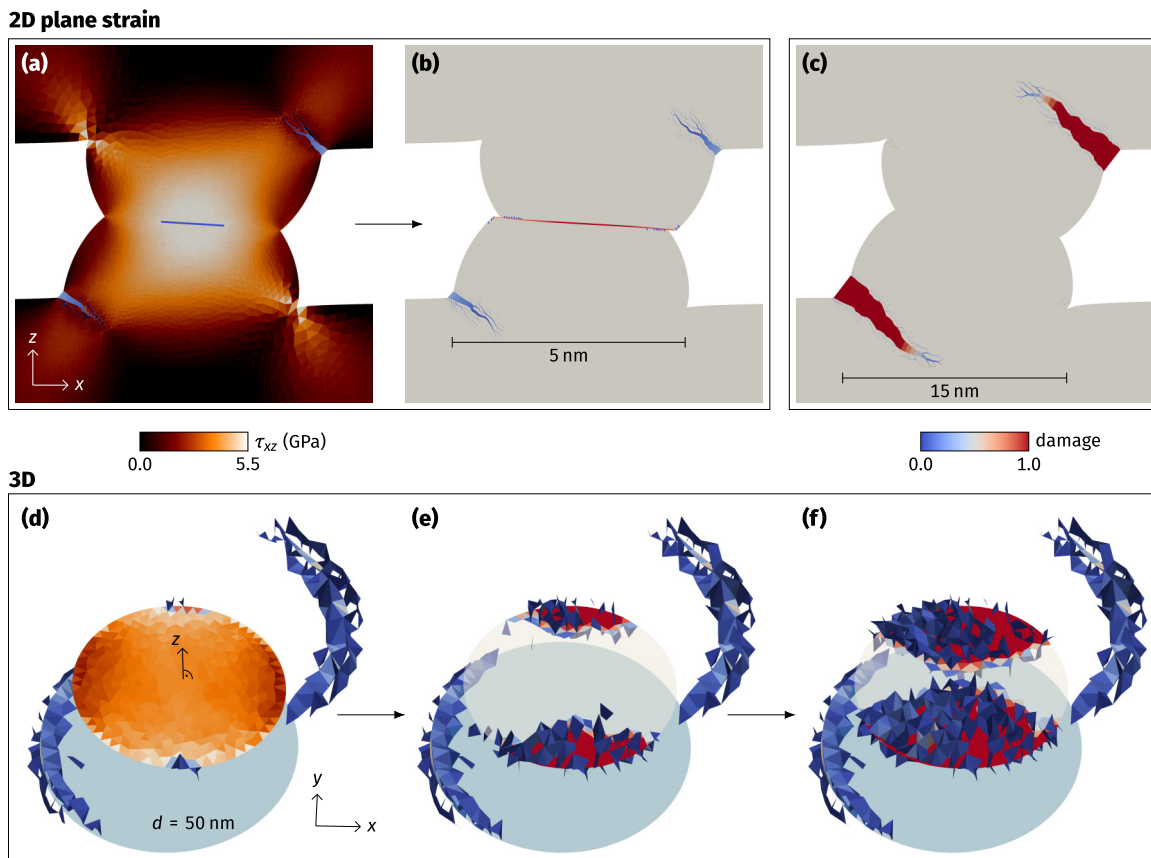 2D plane strain
(a)
(b)
(c)
z
x
5 nm
15 nm
τxz (GPa)
0.0
5.5
damage
0.0
1.0
3D
(d)
(e)
(f)
z
d = 50 nm
y
x